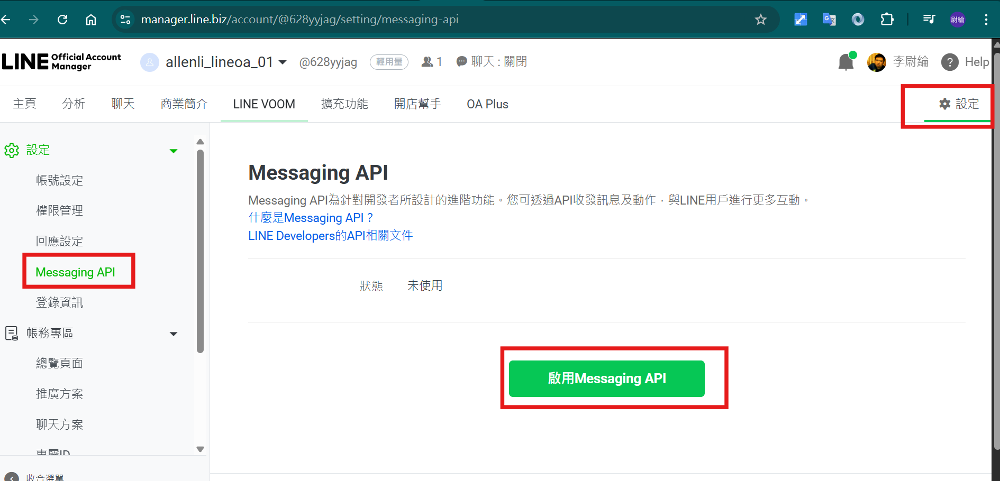 manager.line.biz/account/@628yyjag/setting/messaging-api
尉綸
LINE Official Account Manager
allenli_lineoa_01
@628yyjag
輕用量
1
聊天 : 關閉
李尉綸
? Help
主頁 分析 聊天 商業簡介 LINE VOOM 擴充功能 開店幫手 OA Plus 設定
設定
帳號設定
權限管理
回應設定
Messaging API
登錄資訊
帳務專區
總覽頁面
推廣方案
聊天方案
專屬ID
收合選單
Messaging API
Messaging API為針對開發者所設計的進階功能。您可透過API收發訊息及動作，與LINE用戶進行更多互動。
什麼是Messaging API？
LINE Developers的API相關文件
狀態 未使用
啟用Messaging API